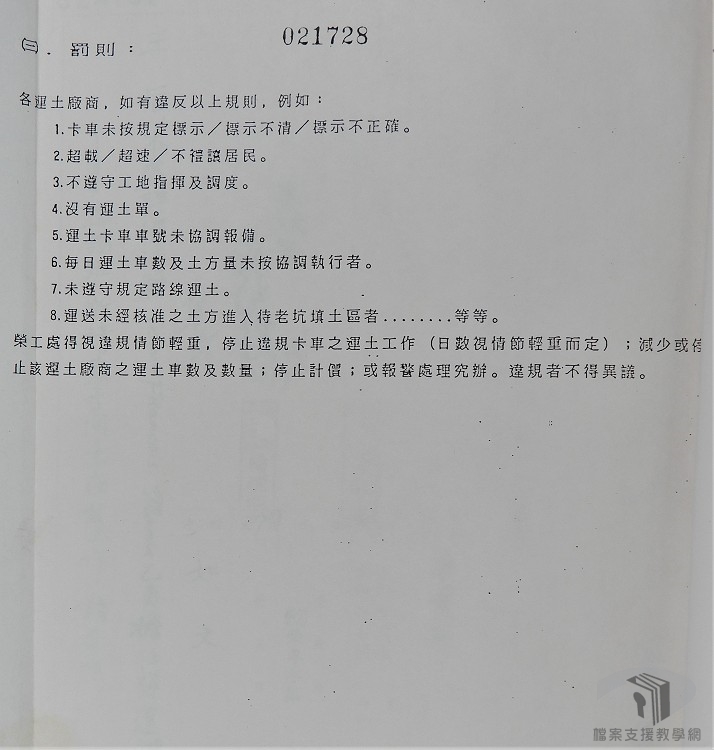 021728
㈢. 罰則：
各運土廠商，如有違反以上規則，例如：
1.卡車未按規定標示／標示不清／標示不正確。
2.超載／超速／不禮讓居民。
3.不遵守工地指揮及調度。
4.沒有運土單。
5.運土卡車車號未協調報備。
6.每日運土車數及土方量未按協調執行者。
7.未遵守規定路線運土。
8.運送未經核准之土方進入待老坑填土區者........等等。
榮工處得視違規情節輕重，停止違規卡車之運土工作（日數視情節輕重而定）；減少或停
止該運土廠商之運土車數及數量；停止計價；或報警處理究辦。違規者不得異議。
檔案支援教學網